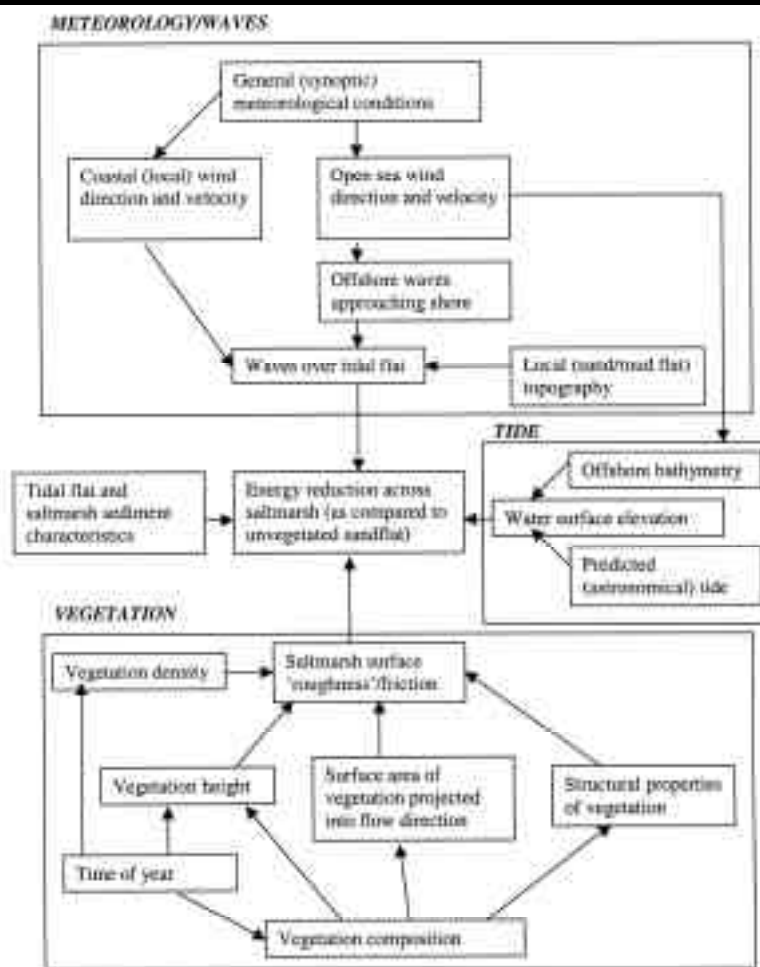 METEOROLOGY/WAVES
General (synoptic)
meteorological conditions
Coastal (local) wind
direction and velocity
Open sea wind
direction and velocity
Offshore waves
approaching shore
Waves over tidal flat
Local (sand/mud flat)
topography
TIDE
Offshore bathymetry
Water surface elevation
Predicted
(astronomical) tide
Tidal flat and
saltmarsh sediment
characteristics
Energy reduction across
saltmarsh (as compared to
unvegetated sandflat)
VEGETATION
Vegetation density
Saltmarsh surface
'roughness'/friction
Vegetation height
Surface area of
vegetation projected
into flow direction
Structural properties
of vegetation
Time of year
Vegetation composition